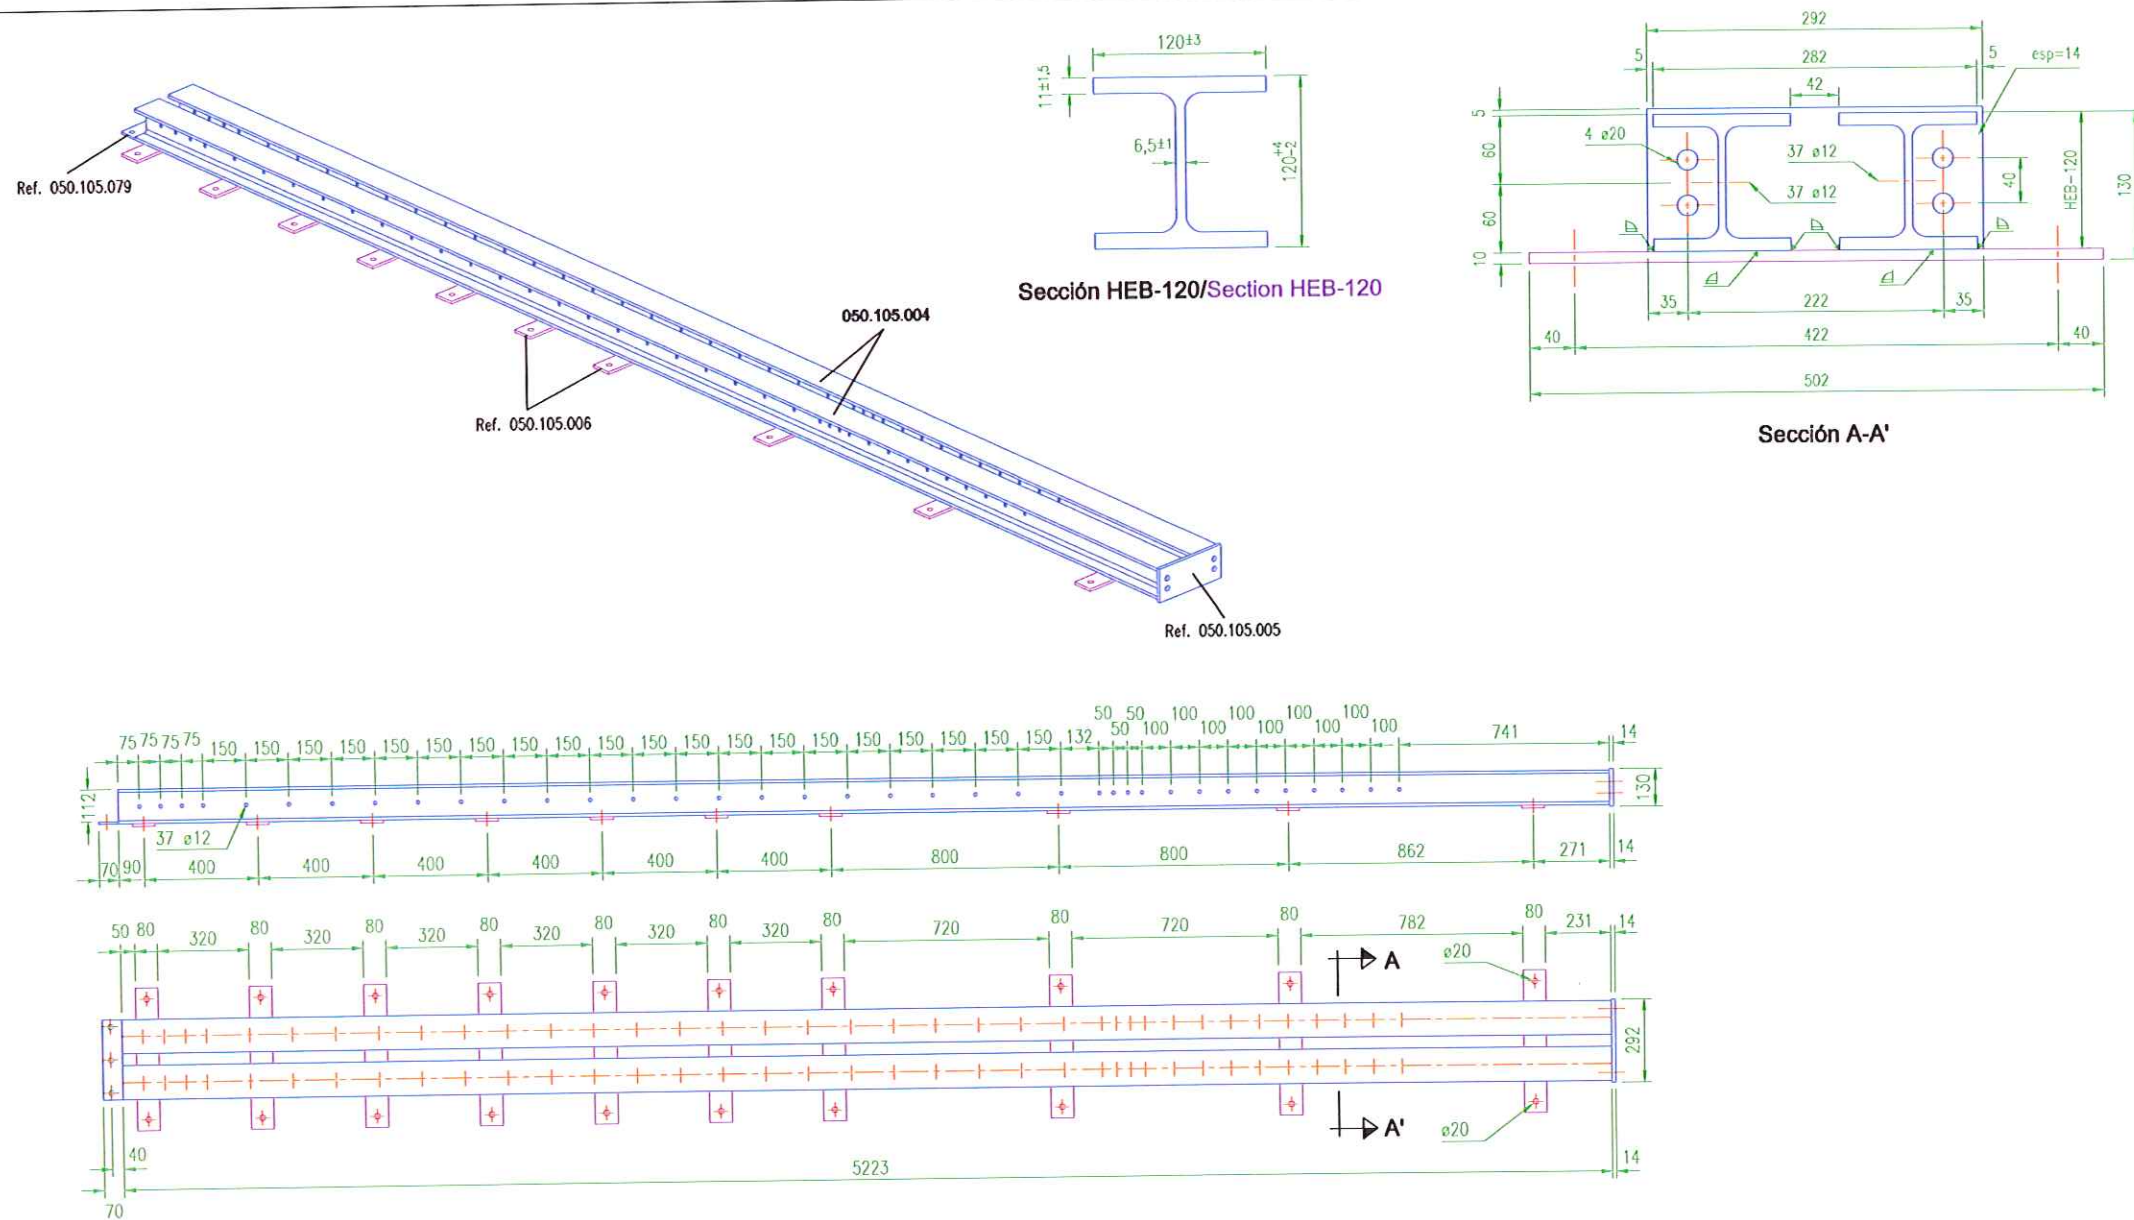 Ref. 050.105.079
Ref. 050.105.006
050.105.004
Ref. 050.105.005
120±3
11±1,5
6,5±1
120+4-2
Sección HEB-120/Section HEB-120
292
5 282 5 esp=14
42
5
60
60
10
4 ø20
37 ø12
37 ø12
40
HEB-120
130
35 222 35
40 422 40
502
Sección A-A'
50 50 100 100 100 100
75 75 75 75 150 150 150 150 150 150 150 150 150 150 150 150 150 150 150 150 150 150 150 150 132 50 100 100 100 100 100 741 14
112
130
37 ø12
70 90 400 400 400 400 400 400 800 800 862 271 14
50 80 320 80 320 80 320 80 320 80 320 80 320 80 720 80 720 80 782 80 231 14
A
ø20
292
A'
ø20
40
5223
14
70